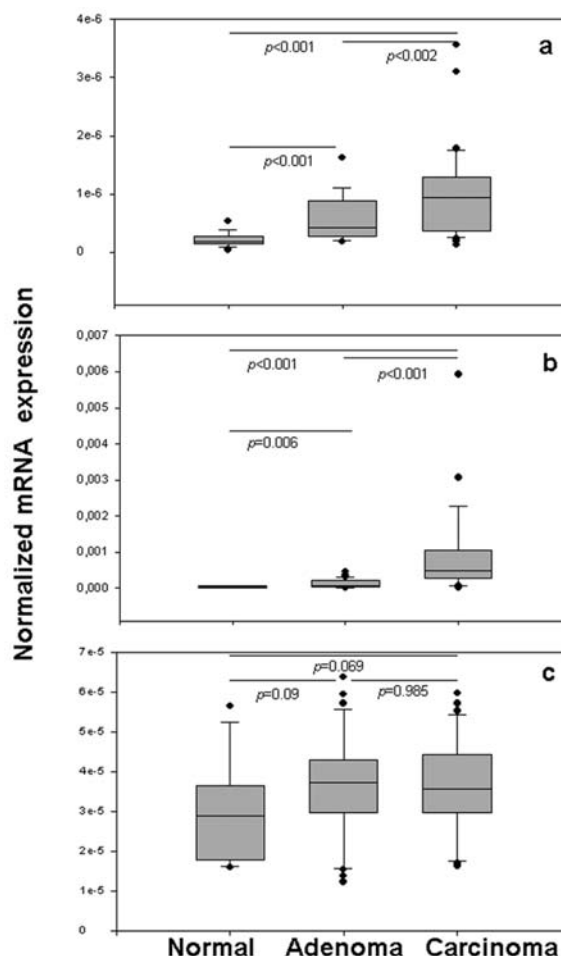 4e-6
a
p<0.001
p<0.002
3e-6
2e-6
p<0.001
1e-6
0
Normalized mRNA expression
0,007
b
0,006
p<0.001
p<0.001
0,005
0,004
p=0.006
0,003
0,002
0,001
0,000
7e-5
c
p=0.069
6e-5
p=0.09
p=0.985
5e-5
4e-5
3e-5
2e-5
1e-5
0
Normal Adenoma Carcinoma